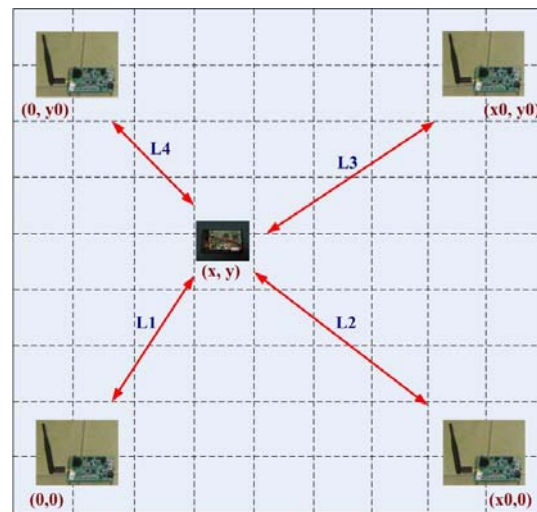 (0, y0)
(x0, y0)
L4
L3
(x, y)
L1
L2
(0,0)
(x0,0)